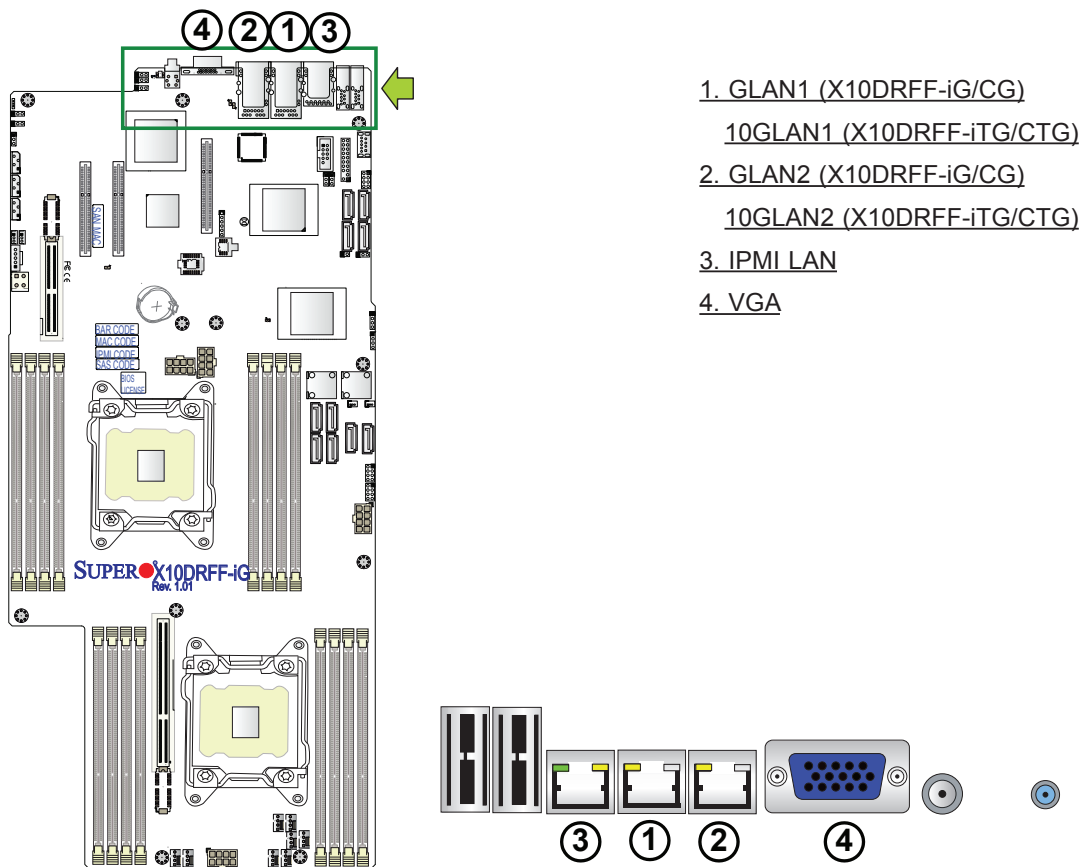 4 2 1 3
1. GLAN1 (X10DRFF-iG/CG)
10GLAN1 (X10DRFF-iTG/CTG)
2. GLAN2 (X10DRFF-iG/CG)
10GLAN2 (X10DRFF-iTG/CTG)
3. IPMI LAN
4. VGA
SAN MAC
BAR CODE
MAC CODE
IPMI CODE
SAS CODE
BIOS
LICENSE
SUPER X10DRFF-iG
Rev. 1.01
3 1 2 4